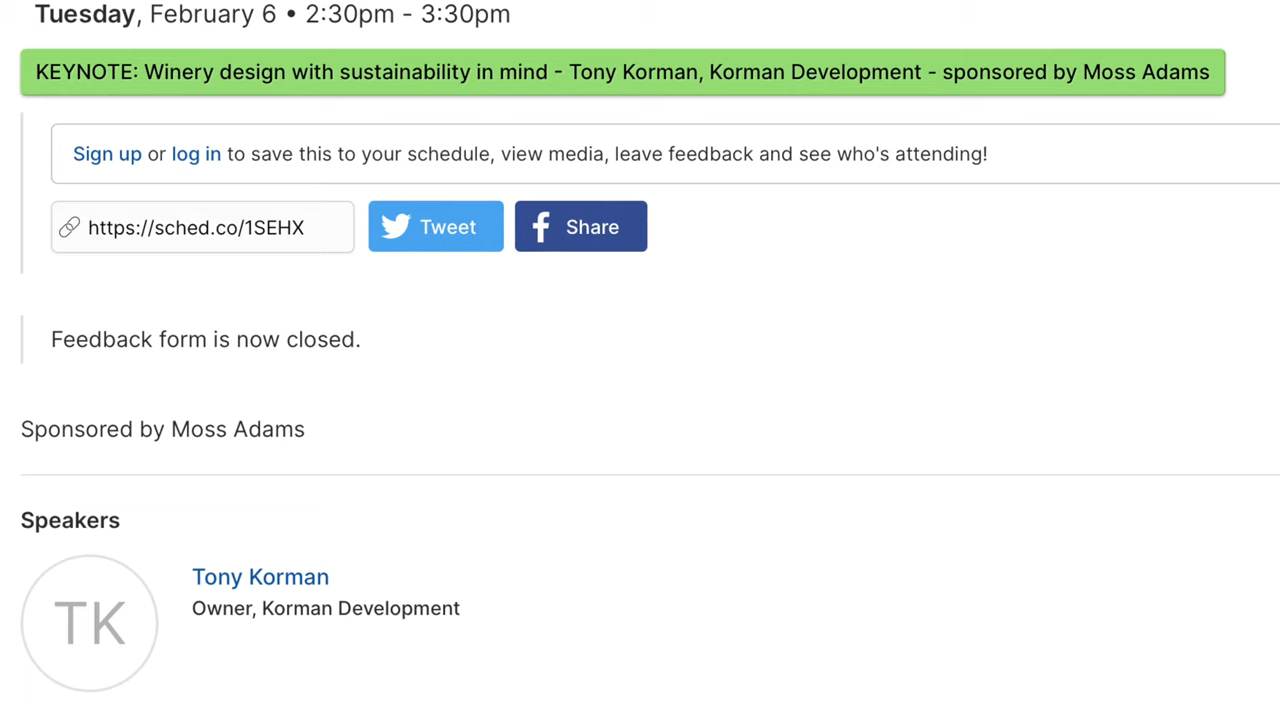 Tuesday, February 6 • 2:30pm - 3:30pm
KEYNOTE: Winery design with sustainability in mind - Tony Korman, Korman Development - sponsored by Moss Adams
Sign up or log in to save this to your schedule, view media, leave feedback and see who's attending!
https://sched.co/1SEHX Tweet Share
Feedback form is now closed.
Sponsored by Moss Adams
Speakers
TK
Tony Korman
Owner, Korman Development